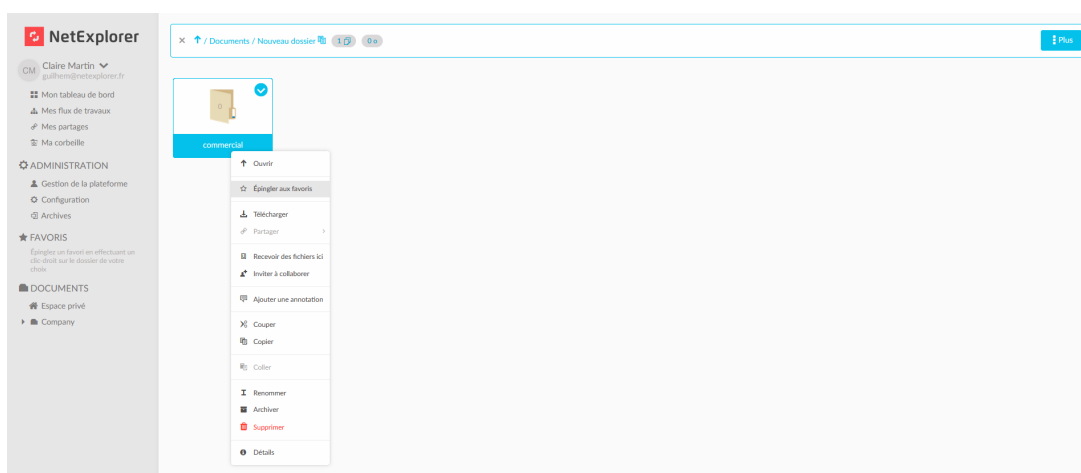 NetExplorer
CM
Claire Martin
guilhem@netexplorer.fr
Mon tableau de bord
Mes flux de travaux
Mes partages
Ma corbeille
ADMINISTRATION
Gestion de la plateforme
Configuration
Archives
FAVORIS
Épinglez un favori en effectuant un
clic-droit sur le dossier de votre
choix
DOCUMENTS
Espace privé
Company
× / Documents / Nouveau dossier 1 0 o
Plus
0
commercial
Ouvrir
Épingler aux favoris
Télécharger
Partager
Recevoir des fichiers ici
Inviter à collaborer
Ajouter une annotation
Couper
Copier
Coller
Renommer
Archiver
Supprimer
Détails